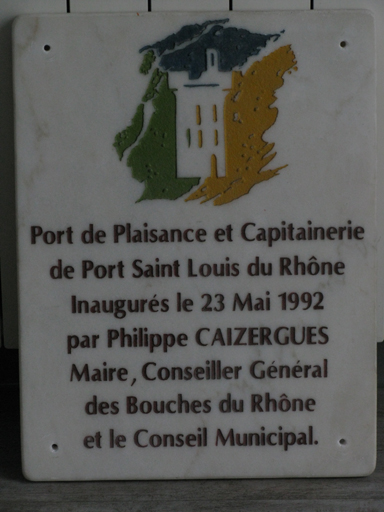 Port de Plaisance et Capitainerie
de Port Saint Louis du Rhône
Inaugurés le 23 Mai 1992
par Philippe CAIZERGUES
Maire, Conseiller Général
des Bouches du Rhône
et le Conseil Municipal.